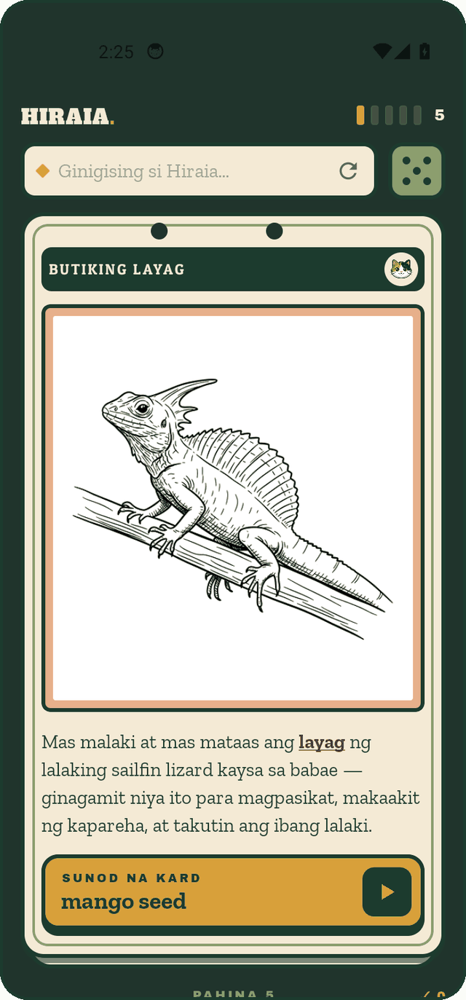 2:25
HIRAIA.
5
Ginigising si Hiraia...
BUTIKING LAYAG
Mas malaki at mas mataas ang layag ng
lalaking sailfin lizard kaysa sa babae —
ginagamit niya ito para magpasikat, makaakit
ng kapareha, at takutin ang ibang lalaki.
SUNOD NA KARD
mango seed
PAHINA 5